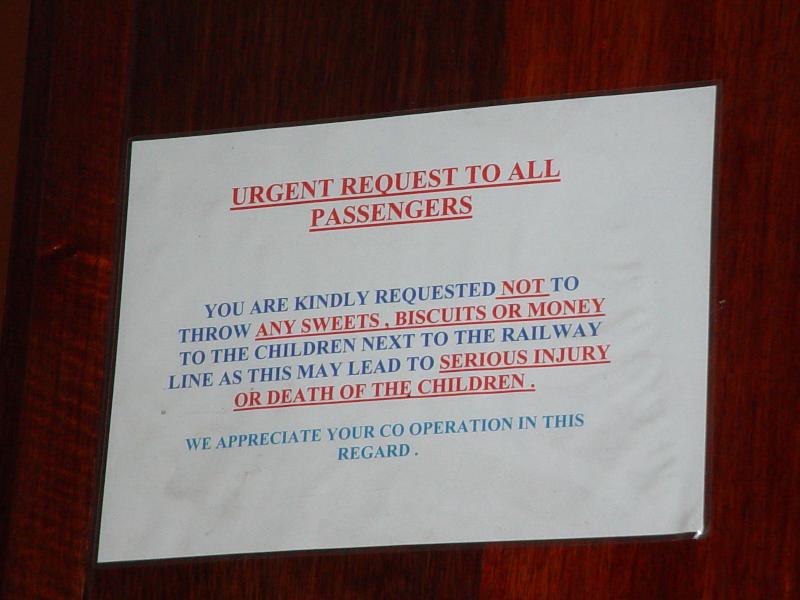 URGENT REQUEST TO ALL
PASSENGERS
YOU ARE KINDLY REQUESTED NOT TO
THROW ANY SWEETS , BISCUITS OR MONEY
TO THE CHILDREN NEXT TO THE RAILWAY
LINE AS THIS MAY LEAD TO SERIOUS INJURY
OR DEATH OF THE CHILDREN .
WE APPRECIATE YOUR CO OPERATION IN THIS
REGARD .